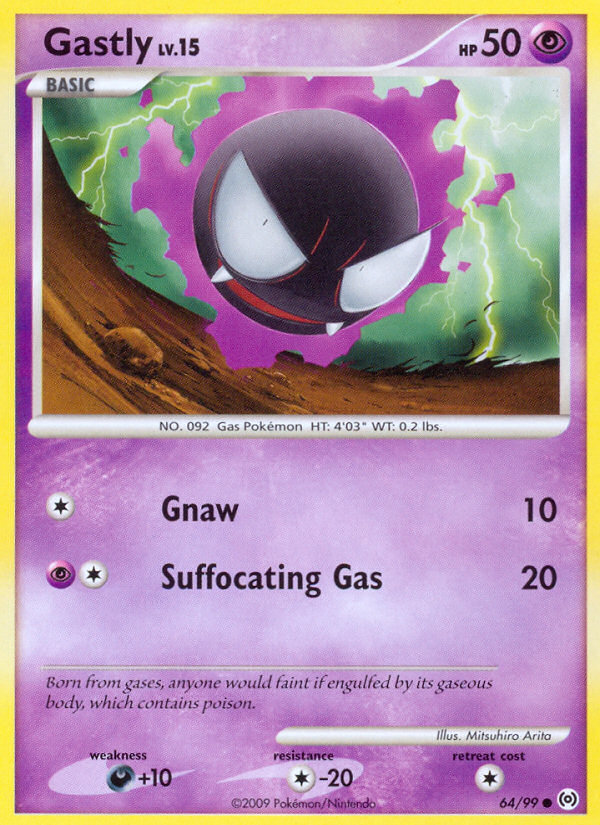 Gastly LV.15 HP 50
BASIC
NO. 092 Gas Pokémon HT: 4'03" WT: 0.2 lbs.
Gnaw 10
Suffocating Gas 20
Born from gases, anyone would faint if engulfed by its gaseous
body, which contains poison.
Illus. Mitsuhiro Arita
weakness resistance retreat cost
+10 -20
©2009 Pokémon/Nintendo 64/99